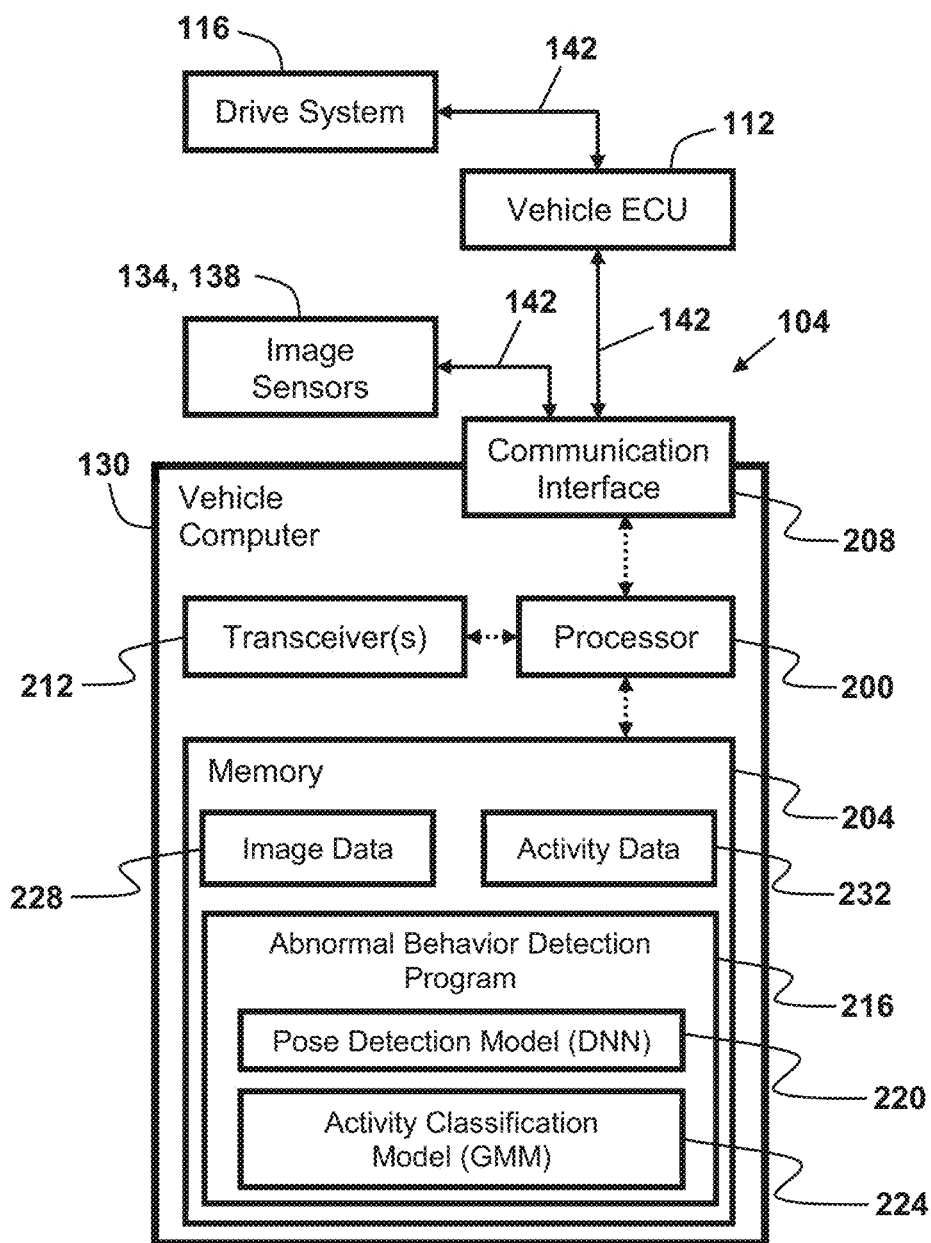 116
142
Drive System
112
Vehicle ECU
134, 138
142
142
104
Image
Sensors
Communication
Interface
130
Vehicle
Computer
208
Transceiver(s)
Processor
212
200
Memory
204
Image Data
Activity Data
228
232
Abnormal Behavior Detection
Program
216
Pose Detection Model (DNN)
220
Activity Classification
Model (GMM)
224